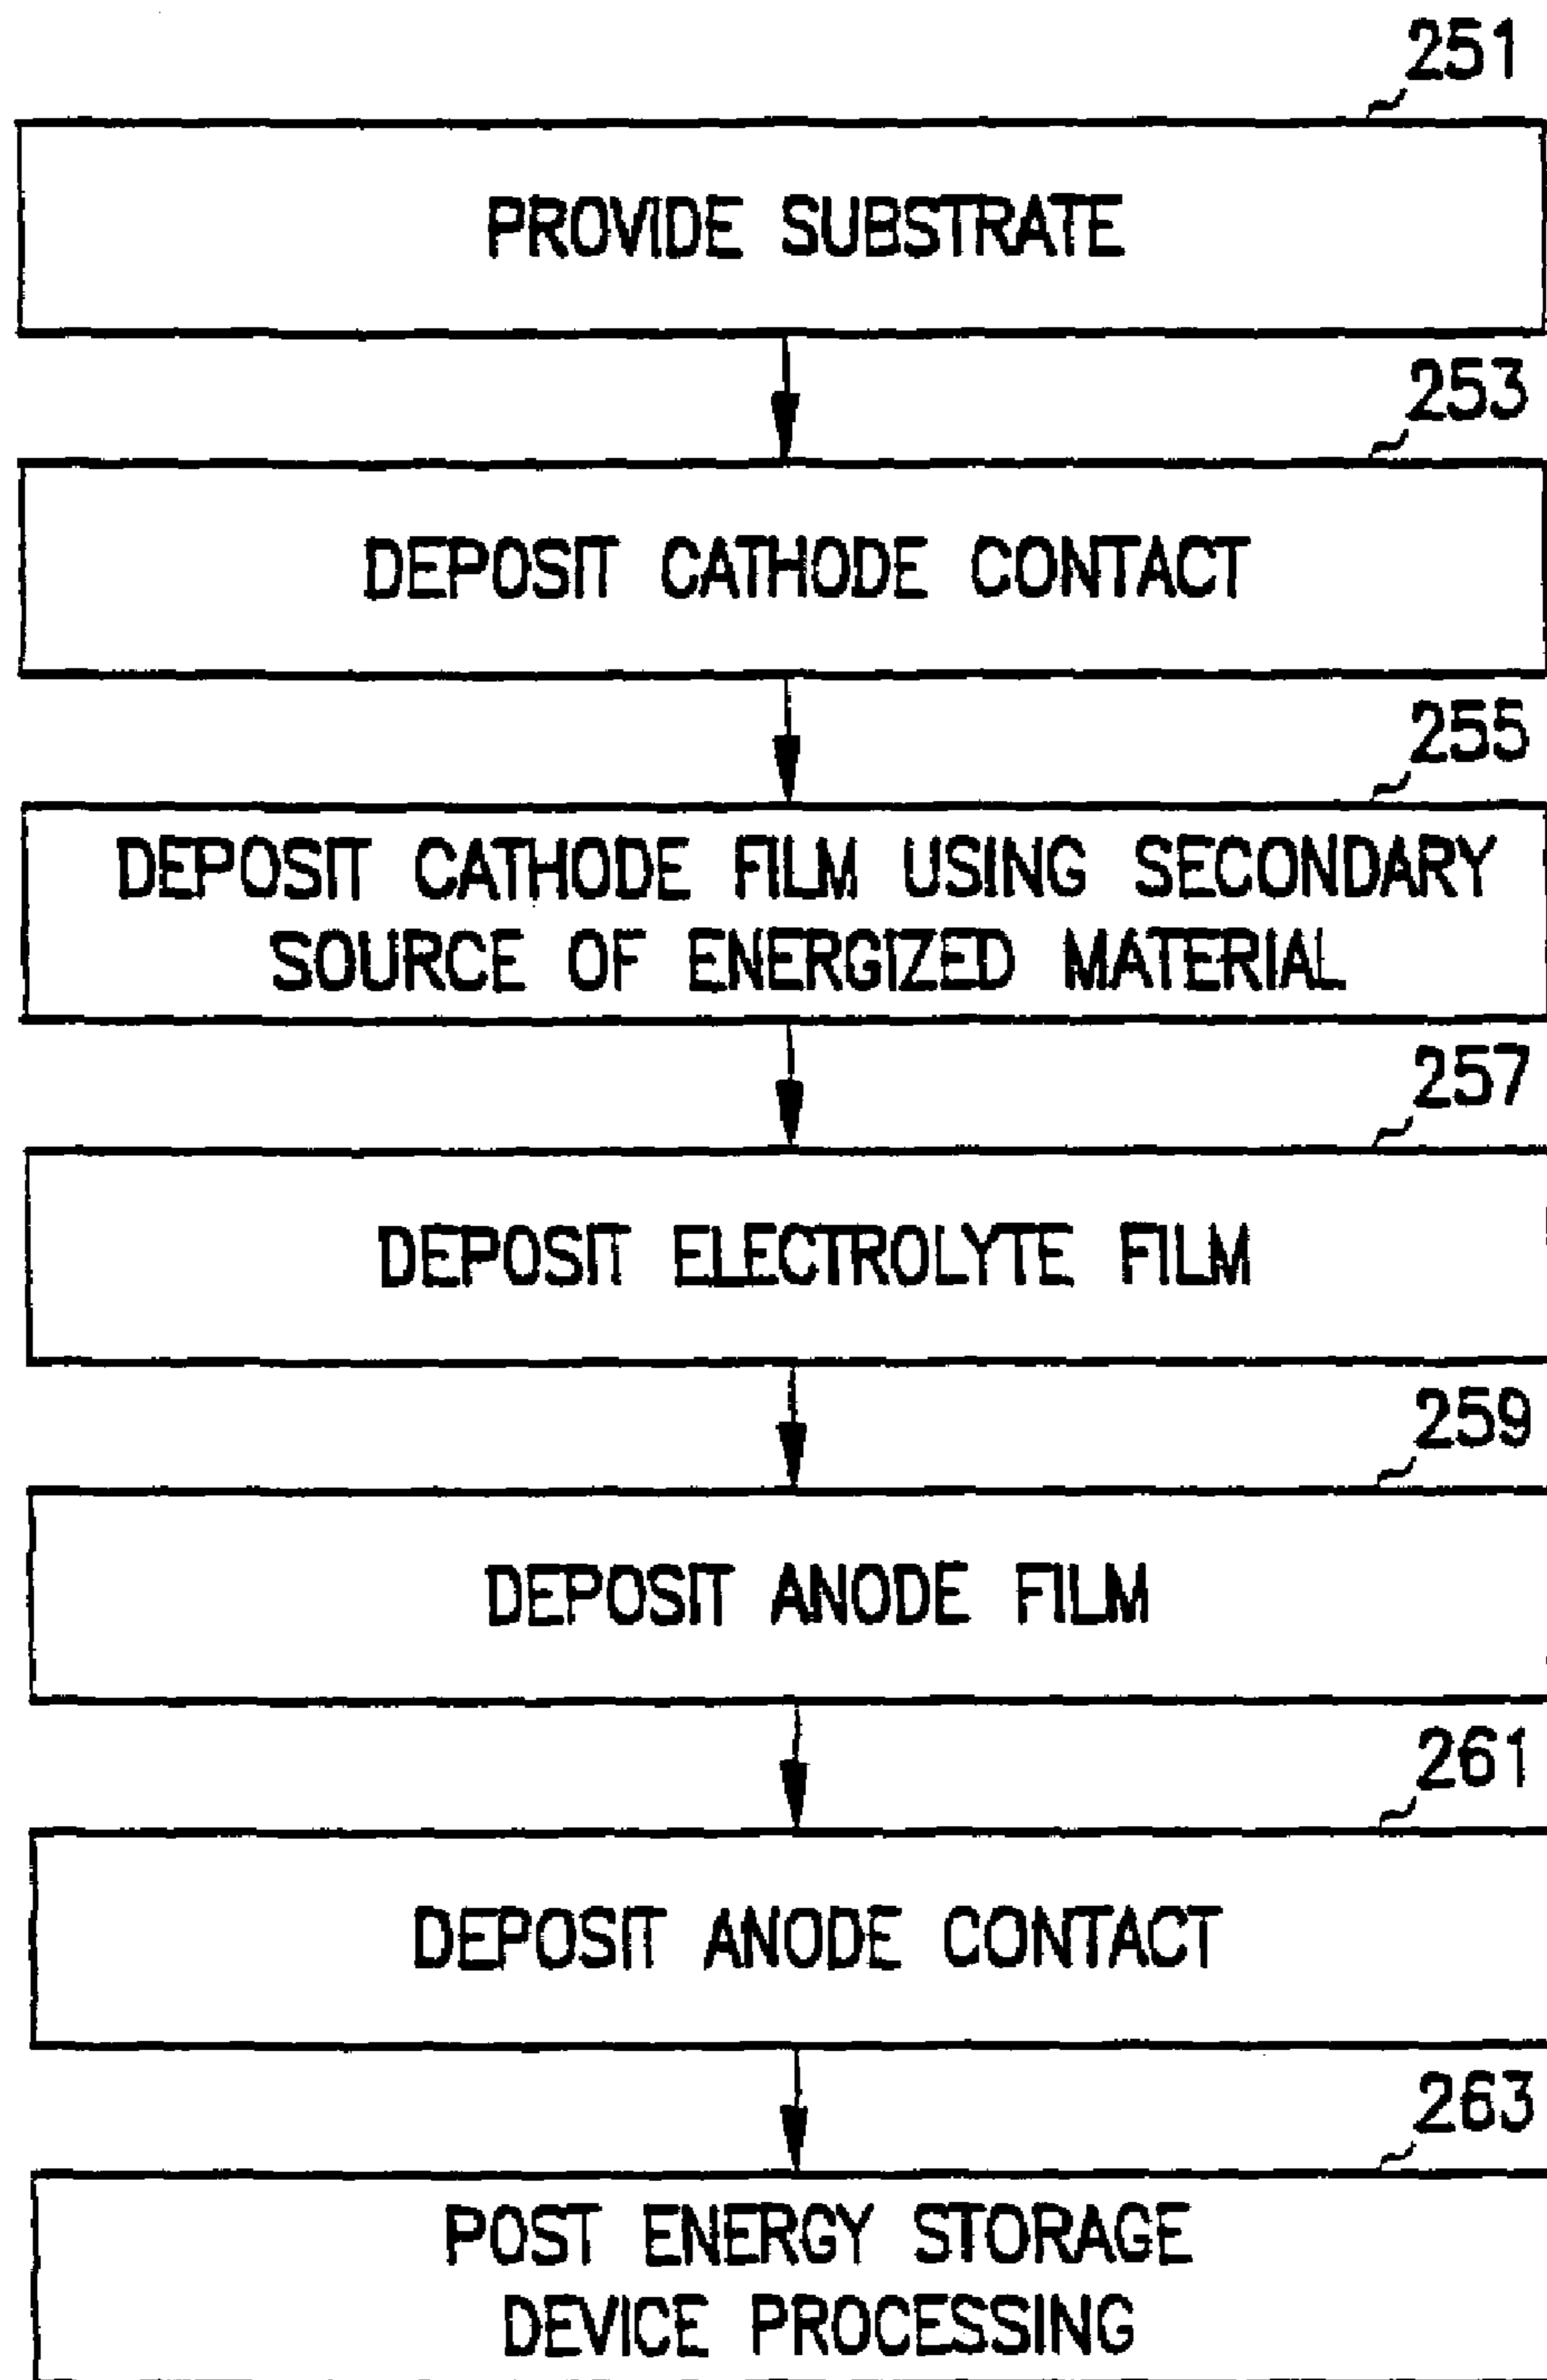 251
PROVIDE SUBSTRATE
253
DEPOSIT CATHODE CONTACT
255
DEPOSIT CATHODE FILM USING SECONDARY
SOURCE OF ENERGIZED MATERIAL
257
DEPOSIT ELECTROLYTE FILM
259
DEPOSIT ANODE FILM
261
DEPOSIT ANODE CONTACT
263
POST ENERGY STORAGE
DEVICE PROCESSING